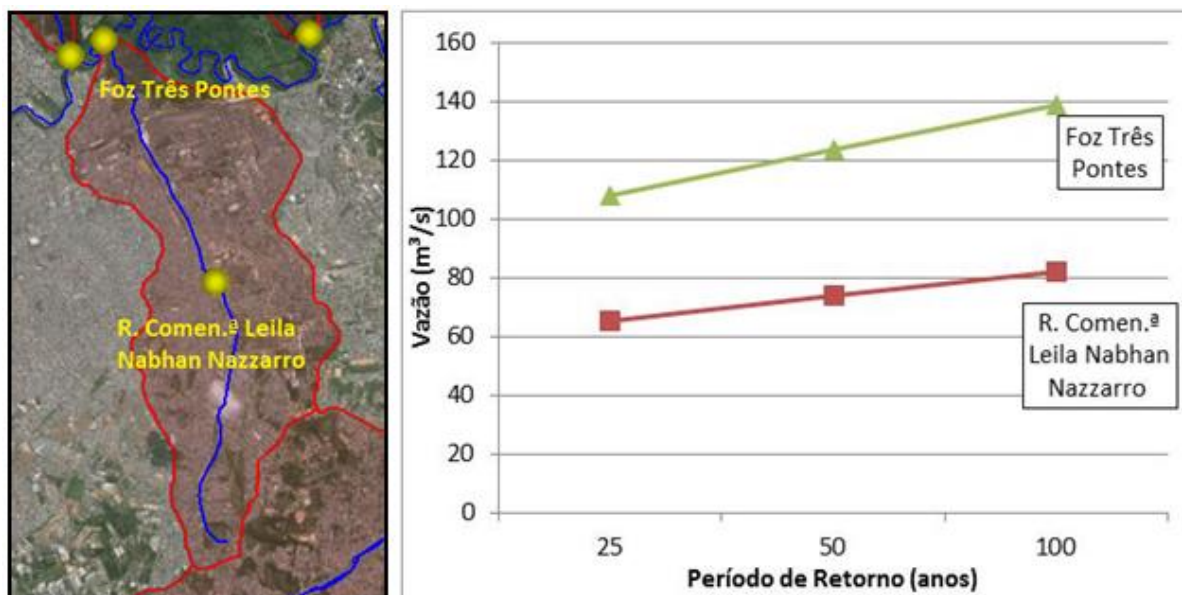 Foz Três Pontes
R. Comen.ª Leila
Nabhan Nazzarro
160
140
120
100
80
60
40
20
0
Vazão (m³/s)
25
50
100
Período de Retorno (anos)
Foz Três
Pontes
R. Comen.ª
Leila Nabhan
Nazzarro